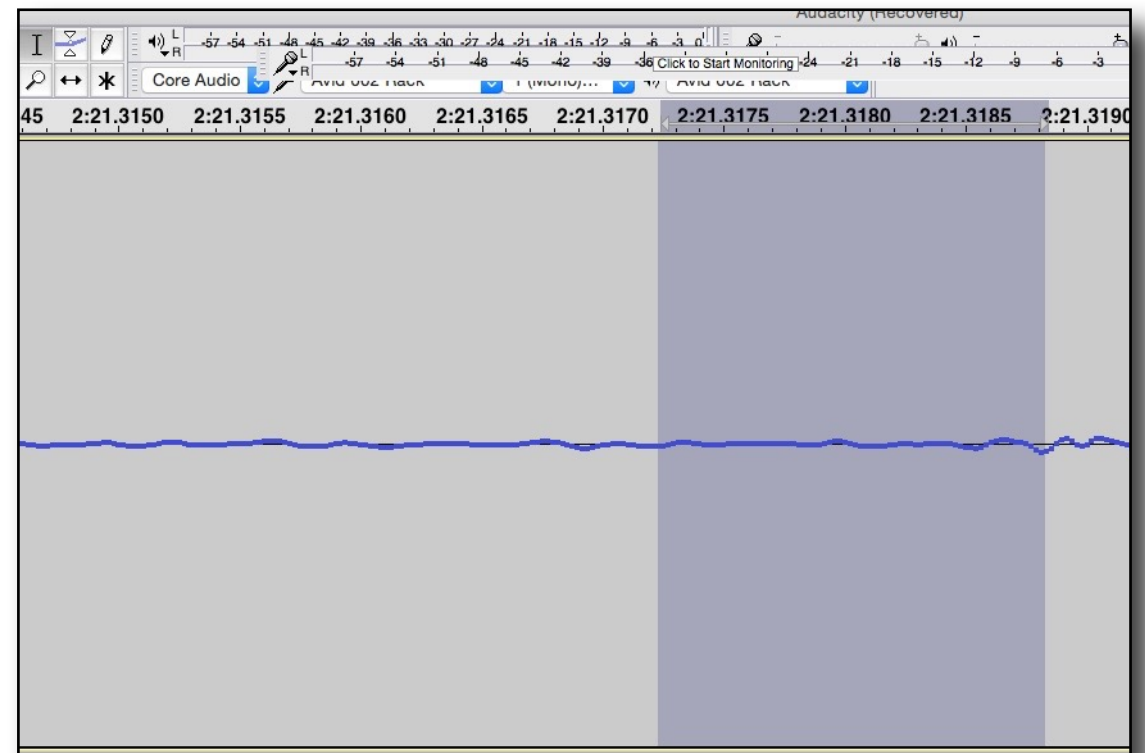 Audacity (Recovered)
L
R
-57 -54 -51 -48 -45 -42 -39 -36 -33 -30 -27 -24 -21 -18 -15 -12 -9 -6 -3 0
L
R
-57 -54 -51 -48 -45 -42 -39 -36 Click to Start Monitoring -24 -21 -18 -15 -12 -9 -6 -3
Core Audio
45 2:21.3150 2:21.3155 2:21.3160 2:21.3165 2:21.3170 2:21.3175 2:21.3180 2:21.3185 2:21.3190